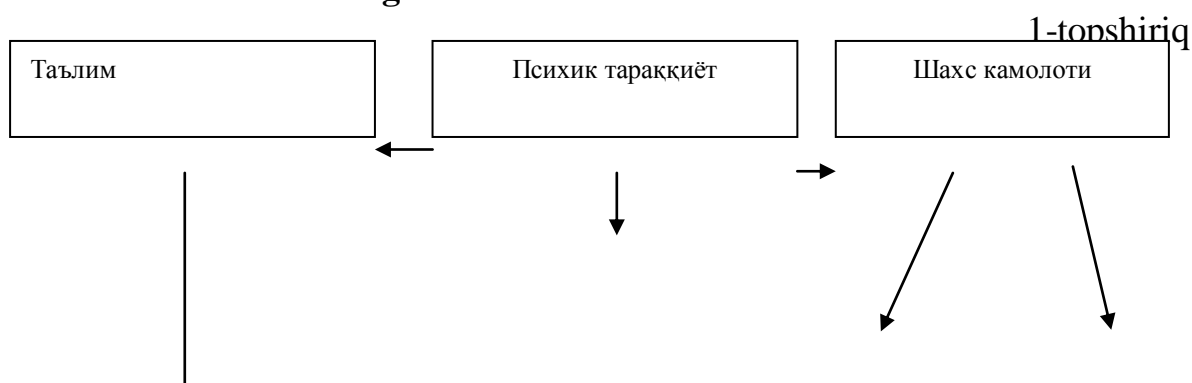 g
1-topshiriq
Таълим
Психик тараққиёт
Шахс камолоти